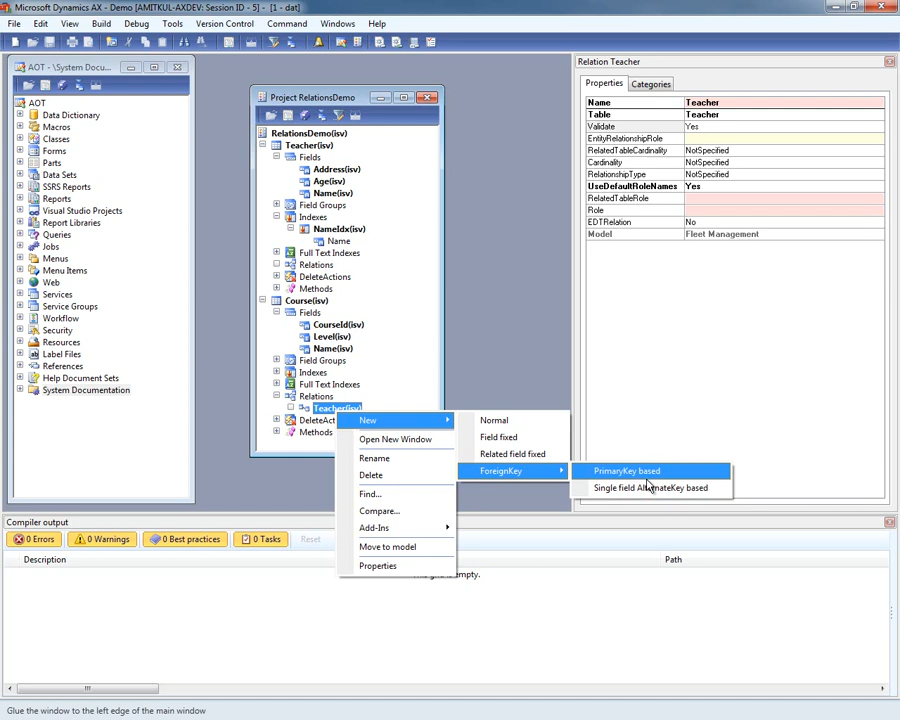 Microsoft Dynamics AX - Demo [AMITKUL-AXDEV: Session ID - 5] - [1 - dat]
File Edit View Build Debug Tools Version Control Command Windows Help
AOT - \System Docu...
AOT
Data Dictionary
Macros
Classes
Forms
Parts
Data Sets
SSRS Reports
Reports
Visual Studio Projects
Report Libraries
Queries
Jobs
Menus
Menu Items
Web
Services
Service Groups
Workflow
Security
Resources
Label Files
References
Help Document Sets
System Documentation
Project RelationsDemo
RelationsDemo(isv)
Teacher(isv)
Fields
Address(isv)
Age(isv)
Name(isv)
Field Groups
Indexes
NameIdx(isv)
Name
Full Text Indexes
Relations
DeleteActions
Methods
Course(isv)
Fields
CourseId(isv)
Level(isv)
Name(isv)
Field Groups
Indexes
Full Text Indexes
Relations
Teacher(isv)
DeleteAct
Methods
New
Open New Window
Rename
Delete
Find...
Compare...
Add-Ins
Move to model
Properties
Normal
Field fixed
Related field fixed
ForeignKey
PrimaryKey based
Single field AlternateKey based
Relation Teacher
Properties Categories
Name Teacher
Table Teacher
Validate Yes
EntityRelationshipRole
RelatedTableCardinality NotSpecified
Cardinality NotSpecified
RelationshipType NotSpecified
UseDefaultRoleNames Yes
RelatedTableRole
Role
EDTRelation No
Model Fleet Management
Compiler output
0 Errors 0 Warnings 0 Best practices 0 Tasks Reset
Description Path
empty.
Glue the window to the left edge of the main window